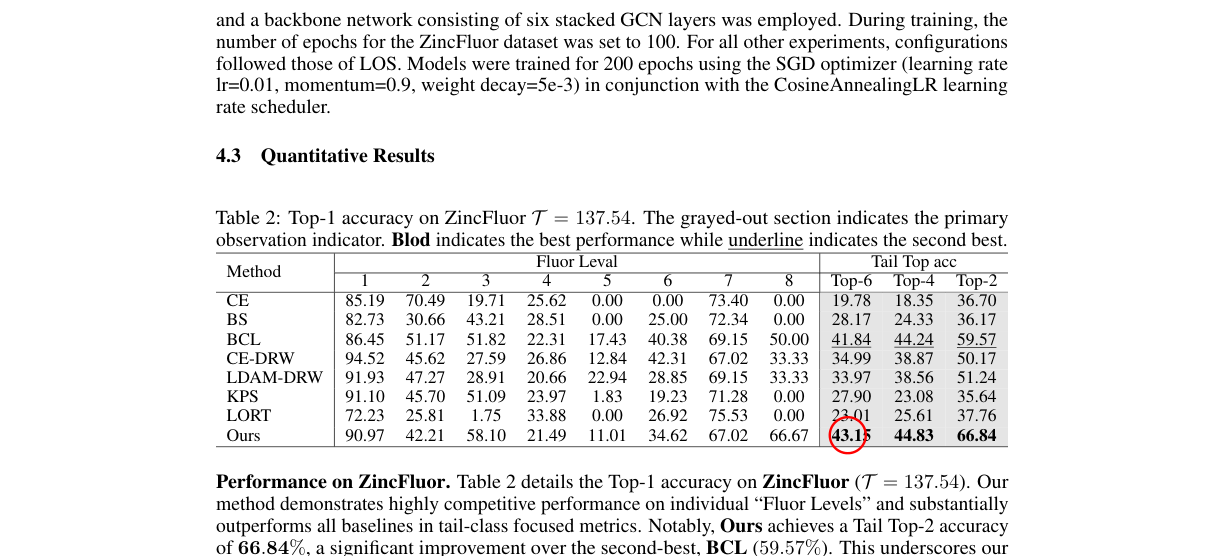 and a backbone network consisting of six stacked GCN layers was employed. During training, the
number of epochs for the ZincFluor dataset was set to 100. For all other experiments, configurations
followed those of LOS. Models were trained for 200 epochs using the SGD optimizer (learning rate
lr=0.01, momentum=0.9, weight decay=5e-3) in conjunction with the CosineAnnealingLR learning
rate scheduler.
4.3 Quantitative Results
Table 2: Top-1 accuracy on ZincFluor 𝒯 = 137.54. The grayed-out section indicates the primary
observation indicator. Blod indicates the best performance while underline indicates the second best.
Method Fluor Leval Tail Top acc
1 2 3 4 5 6 7 8 Top-6 Top-4 Top-2
CE 85.19 70.49 19.71 25.62 0.00 0.00 73.40 0.00 19.78 18.35 36.70
BS 82.73 30.66 43.21 28.51 0.00 25.00 72.34 0.00 28.17 24.33 36.17
BCL 86.45 51.17 51.82 22.31 17.43 40.38 69.15 50.00 41.84 44.24 59.57
CE-DRW 94.52 45.62 27.59 26.86 12.84 42.31 67.02 33.33 34.99 38.87 50.17
LDAM-DRW 91.93 47.27 28.91 20.66 22.94 28.85 69.15 33.33 33.97 38.56 51.24
KPS 91.10 45.70 51.09 23.97 1.83 19.23 71.28 0.00 27.90 23.08 35.64
LORT 72.23 25.81 1.75 33.88 0.00 26.92 75.53 0.00 23.01 25.61 37.76
Ours 90.97 42.21 58.10 21.49 11.01 34.62 67.02 66.67 43.15 44.83 66.84
Performance on ZincFluor. Table 2 details the Top-1 accuracy on ZincFluor (𝒯 = 137.54). Our
method demonstrates highly competitive performance on individual “Fluor Levels” and substantially
outperforms all baselines in tail-class focused metrics. Notably, Ours achieves a Tail Top-2 accuracy
of 66.84%, a significant improvement over the second-best, BCL (59.57%). This underscores our